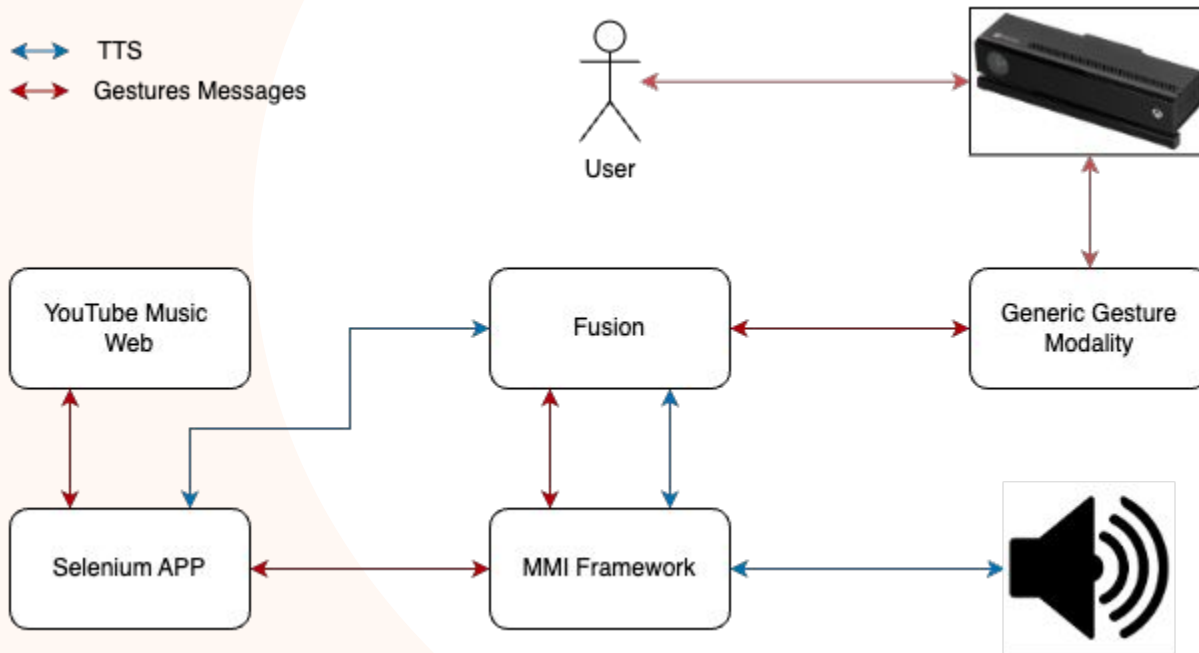 TTS
Gestures Messages
User
YouTube Music
Web
Fusion
Generic Gesture
Modality
Selenium APP
MMI Framework